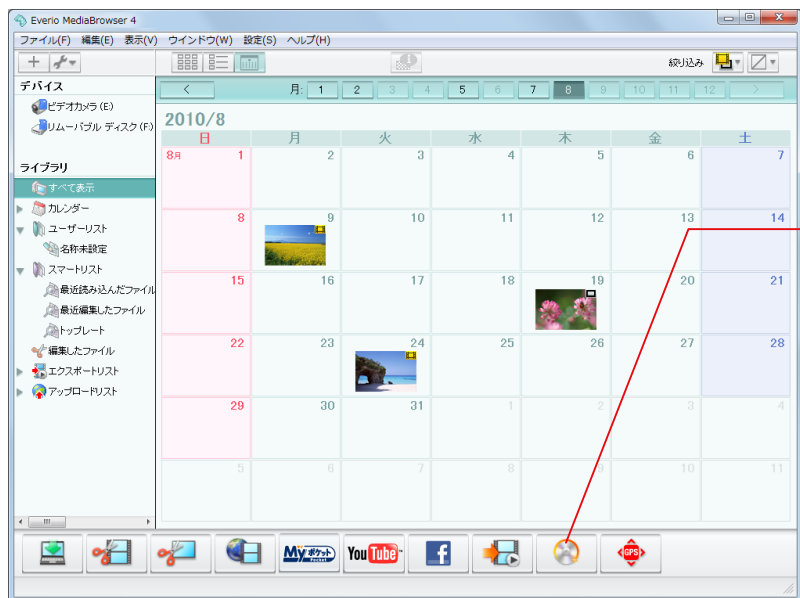 Everio MediaBrowser 4
ファイル(F) 編集(E) 表示(V) ウインドウ(W) 設定(S) ヘルプ(H)
絞り込み
デバイス
ビデオカメラ (E)
リムーバブル ディスク (F:)
ライブラリ
すべて表示
カレンダー
ユーザーリスト
名称未設定
スマートリスト
最近読み込んだファイル
最近編集したファイル
トップレート
編集したファイル
エクスポートリスト
アップロードリスト
< 月: 1 2 3 4 5 6 7 8 9 10 11 12 >
2010/8
日 月 火 水 木 金 土
8月 1 2 3 4 5 6 7
8 9 10 11 12 13 14
15 16 17 18 19 20 21
22 23 24 25 26 27 28
29 30 31 1 2 3 4
5 6 7 8 9 10 11
Myポケット Pocket YouTube f GPS